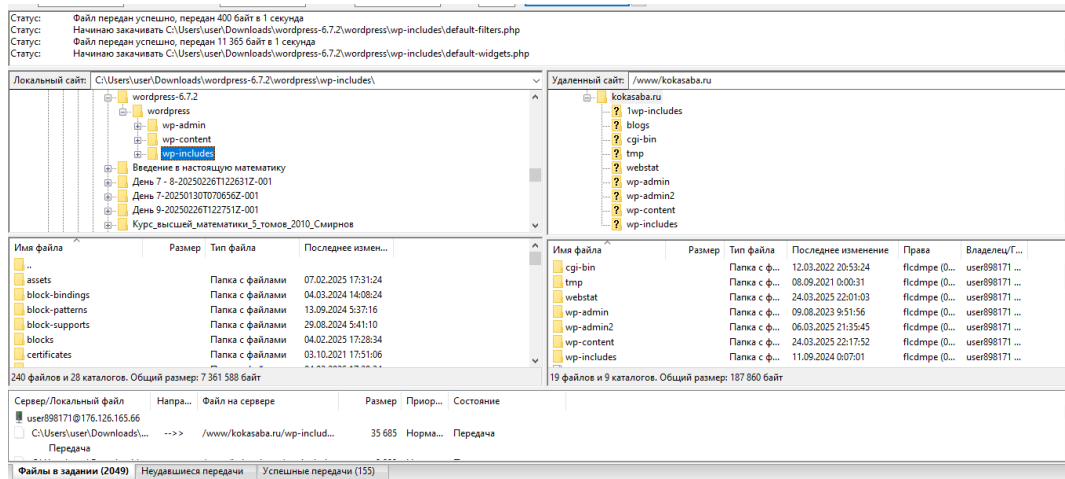 Статус: Файл передан успешно, передан 400 байт в 1 секунда
Статус: Начинаю закачивать C:\Users\user\Downloads\wordpress-6.7.2\wordpress\wp-includes\default-filters.php
Статус: Файл передан успешно, передан 11 365 байт в 1 секунда
Статус: Начинаю закачивать C:\Users\user\Downloads\wordpress-6.7.2\wordpress\wp-includes\default-widgets.php
Локальный сайт: C:\Users\user\Downloads\wordpress-6.7.2\wordpress\wp-includes\
wordpress-6.7.2
wordpress
wp-admin
wp-content
wp-includes
Введение в настоящую математику
День 7 - 8-20250226T122631Z-001
День 7-20250130T070656Z-001
День 9-20250226T122751Z-001
Курс_высшей_математики_5_томов_2010_Смирнов
Удаленный сайт: /www/kokasaba.ru
kokasaba.ru
1wp-includes
blogs
cgi-bin
tmp
webstat
wp-admin
wp-admin2
wp-content
wp-includes
Имя файла Размер Тип файла Последнее измен...
..
assets Папка с файлами 07.02.2025 17:31:24
block-bindings Папка с файлами 04.03.2024 14:08:24
block-patterns Папка с файлами 13.09.2024 5:37:16
block-supports Папка с файлами 29.08.2024 5:41:10
blocks Папка с файлами 04.02.2025 17:28:34
certificates Папка с файлами 03.10.2021 17:51:06
240 файлов и 28 каталогов. Общий размер: 7 361 588 байт
Имя файла Размер Тип файла Последнее изменение Права Владелец/Г...
cgi-bin Папка с ф... 12.03.2022 20:53:24 flcdmpe (0... user898171 ...
tmp Папка с ф... 08.09.2021 0:00:31 flcdmpe (0... user898171 ...
webstat Папка с ф... 24.03.2025 22:01:03 flcdmpe (0... user898171 ...
wp-admin Папка с ф... 09.08.2023 9:51:56 flcdmpe (0... user898171 ...
wp-admin2 Папка с ф... 06.03.2025 21:35:45 flcdmpe (0... user898171 ...
wp-content Папка с ф... 24.03.2025 22:17:52 flcdmpe (0... user898171 ...
wp-includes Папка с ф... 11.09.2024 0:07:01 flcdmpe (0... user898171 ...
19 файлов и 9 каталогов. Общий размер: 187 860 байт
Сервер/Локальный файл Напра... Файл на сервере Размер Приор... Состояние
user898171@176.126.165.66
C:\Users\user\Downloads\... -->> /www/kokasaba.ru/wp-includ... 35 685 Норма... Передача
Передача
Файлы в задании (2049) Неудавшиеся передачи Успешные передачи (155)